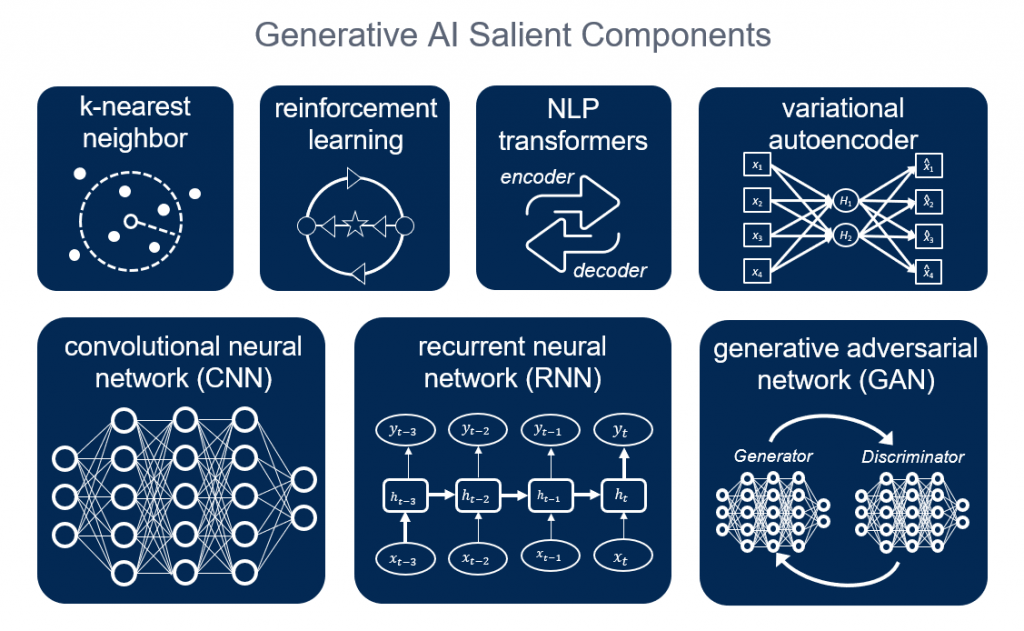 Generative AI Salient Components
k-nearest
neighbor
reinforcement
learning
NLP
transformers
encoder
decoder
variational
autoencoder
x₁
x₂
x₃
x₄
H₁
H₂
x̂₁
x̂₂
x̂₃
x̂₄
convolutional neural
network (CNN)
recurrent neural
network (RNN)
yₜ₋₃ yₜ₋₂ yₜ₋₁ yₜ
hₜ₋₃ hₜ₋₂ hₜ₋₁ hₜ
xₜ₋₃ xₜ₋₂ xₜ₋₁ xₜ
generative adversarial
network (GAN)
Generator Discriminator